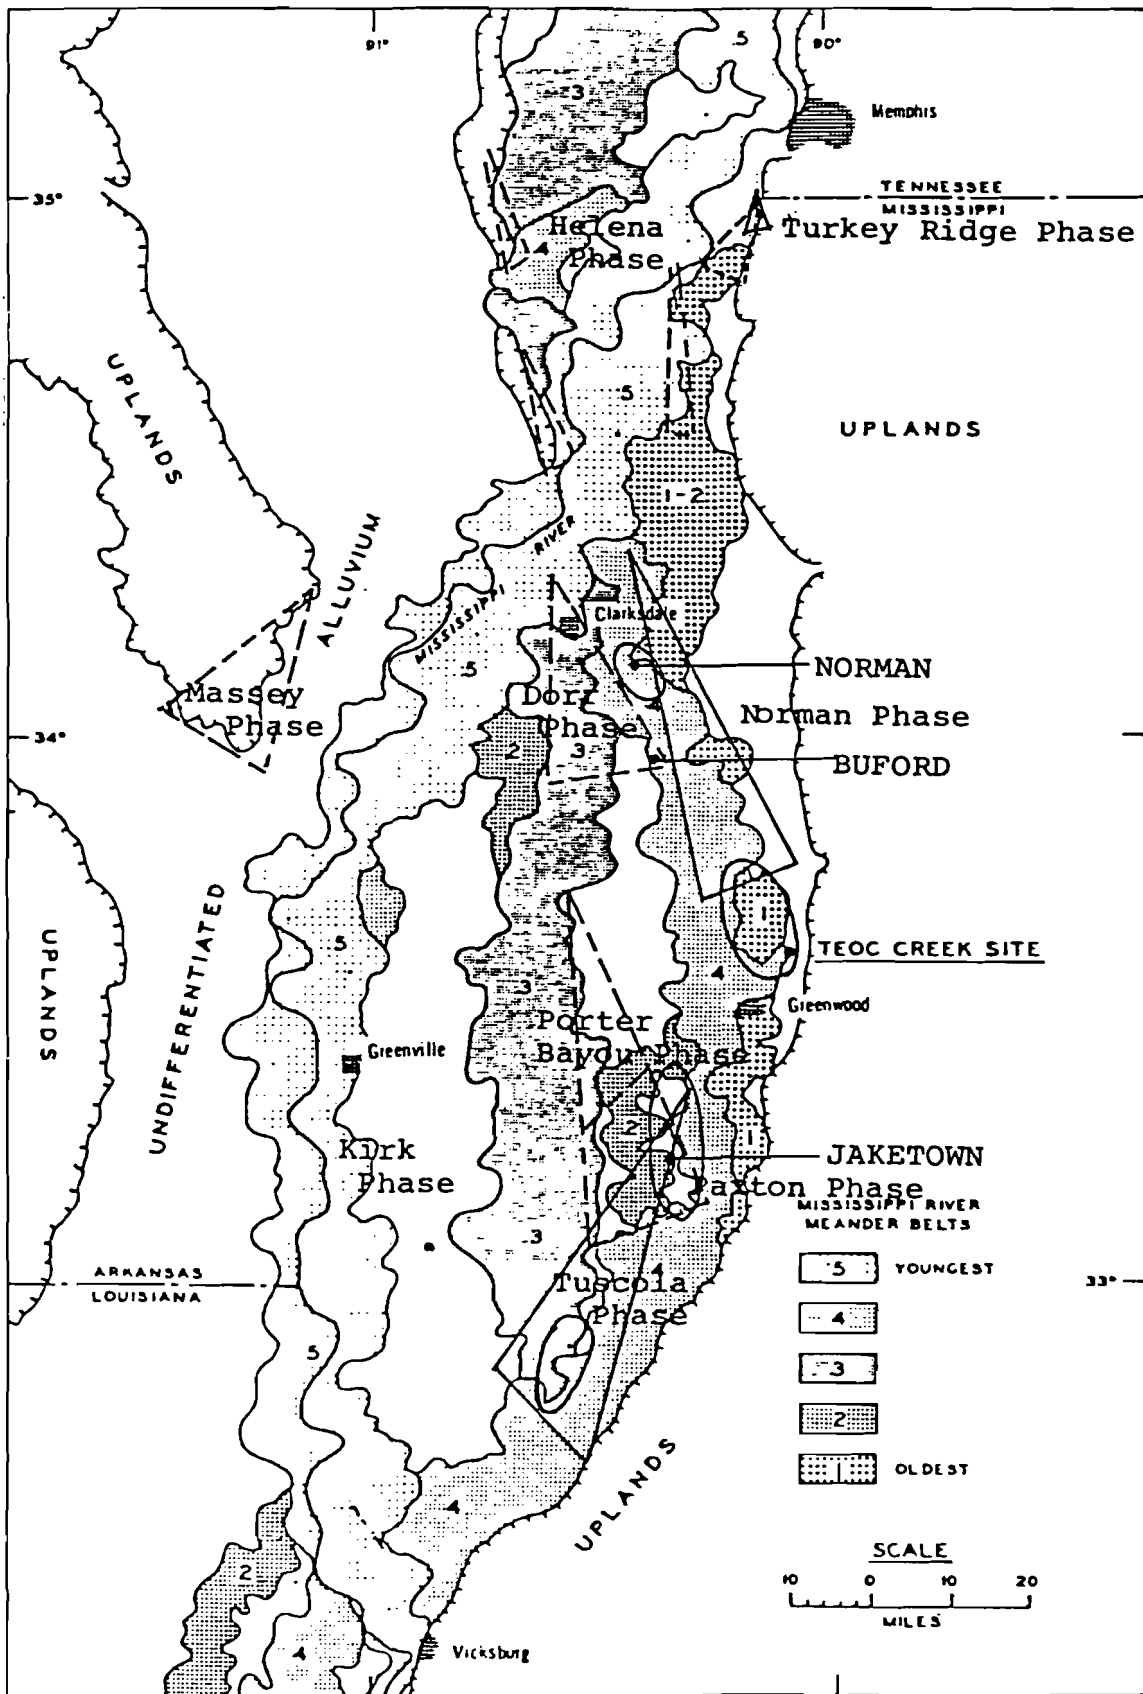 91°
90°
5
3
Memphis
35°
TENNESSEE
MISSISSIPPI
Helena
Phase
4
Turkey Ridge Phase
UPLANDS
5
UPLANDS
1-2
ALLUVIUM
MISSISSIPPI RIVER
Clarksdale
5
NORMAN
Massey
Phase
Dorr
Phase
4
Norman Phase
34°
2
3
BUFORD
UNDIFFERENTIATED
UPLANDS
5
1
TEOC CREEK SITE
4
3
Greenwood
Porter
Bayou Phase
Greenville
2
1
Kirk
Phase
JAKETOWN
Paxton Phase
MISSISSIPPI RIVER
MEANDER BELTS
3
4
ARKANSAS
LOUISIANA
Tuscola
Phase
33°
5 YOUNGEST
4
3
2
1 OLDEST
5
UPLANDS
4
2
4
Vicksburg
SCALE
10 0 10 20
MILES